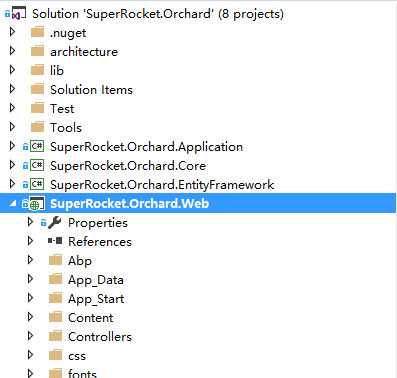 Solution 'SuperRocket.Orchard' (8 projects)
.nuget
architecture
lib
Solution Items
Test
Tools
C# SuperRocket.Orchard.Application
C# SuperRocket.Orchard.Core
C# SuperRocket.Orchard.EntityFramework
SuperRocket.Orchard.Web
Properties
References
Abp
App_Data
App_Start
Content
Controllers
css
fonts